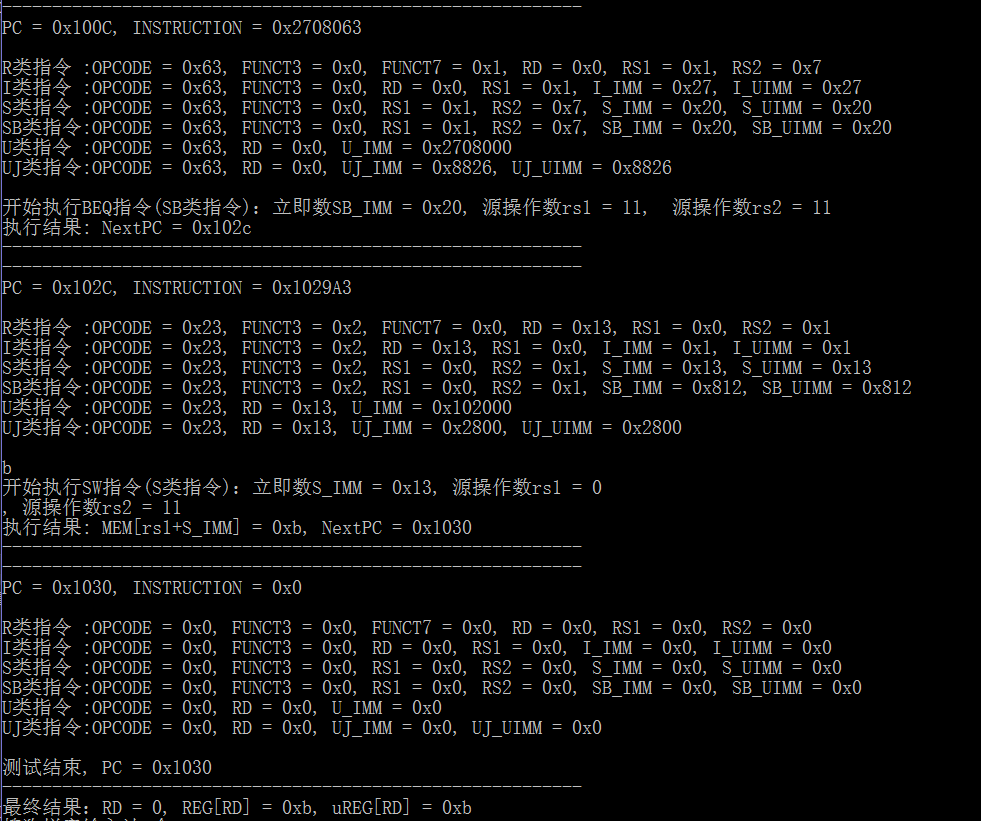 ----------------------------------------------------------
PC = 0x100C, INSTRUCTION = 0x2708063
R类指令 :OPCODE = 0x63, FUNCT3 = 0x0, FUNCT7 = 0x1, RD = 0x0, RS1 = 0x1, RS2 = 0x7
I类指令 :OPCODE = 0x63, FUNCT3 = 0x0, RD = 0x0, RS1 = 0x1, I_IMM = 0x27, I_UIMM = 0x27
S类指令 :OPCODE = 0x63, FUNCT3 = 0x0, RS1 = 0x1, RS2 = 0x7, S_IMM = 0x20, S_UIMM = 0x20
SB类指令:OPCODE = 0x63, FUNCT3 = 0x0, RS1 = 0x1, RS2 = 0x7, SB_IMM = 0x20, SB_UIMM = 0x20
U类指令 :OPCODE = 0x63, RD = 0x0, U_IMM = 0x2708000
UJ类指令:OPCODE = 0x63, RD = 0x0, UJ_IMM = 0x8826, UJ_UIMM = 0x8826
开始执行BEQ指令(SB类指令): 立即数SB_IMM = 0x20, 源操作数rs1 = 11,  源操作数rs2 = 11
执行结果: NextPC = 0x102c
----------------------------------------------------------
----------------------------------------------------------
PC = 0x102C, INSTRUCTION = 0x1029A3
R类指令 :OPCODE = 0x23, FUNCT3 = 0x2, FUNCT7 = 0x0, RD = 0x13, RS1 = 0x0, RS2 = 0x1
I类指令 :OPCODE = 0x23, FUNCT3 = 0x2, RD = 0x13, RS1 = 0x0, I_IMM = 0x1, I_UIMM = 0x1
S类指令 :OPCODE = 0x23, FUNCT3 = 0x2, RS1 = 0x0, RS2 = 0x1, S_IMM = 0x13, S_UIMM = 0x13
SB类指令:OPCODE = 0x23, FUNCT3 = 0x2, RS1 = 0x0, RS2 = 0x1, SB_IMM = 0x812, SB_UIMM = 0x812
U类指令 :OPCODE = 0x23, RD = 0x13, U_IMM = 0x102000
UJ类指令:OPCODE = 0x23, RD = 0x13, UJ_IMM = 0x2800, UJ_UIMM = 0x2800
b
开始执行SW指令(S类指令): 立即数S_IMM = 0x13, 源操作数rs1 = 0
, 源操作数rs2 = 11
执行结果: MEM[rs1+S_IMM] = 0xb, NextPC = 0x1030
----------------------------------------------------------
----------------------------------------------------------
PC = 0x1030, INSTRUCTION = 0x0
R类指令 :OPCODE = 0x0, FUNCT3 = 0x0, FUNCT7 = 0x0, RD = 0x0, RS1 = 0x0, RS2 = 0x0
I类指令 :OPCODE = 0x0, FUNCT3 = 0x0, RD = 0x0, RS1 = 0x0, I_IMM = 0x0, I_UIMM = 0x0
S类指令 :OPCODE = 0x0, FUNCT3 = 0x0, RS1 = 0x0, RS2 = 0x0, S_IMM = 0x0, S_UIMM = 0x0
SB类指令:OPCODE = 0x0, FUNCT3 = 0x0, RS1 = 0x0, RS2 = 0x0, SB_IMM = 0x0, SB_UIMM = 0x0
U类指令 :OPCODE = 0x0, RD = 0x0, U_IMM = 0x0
UJ类指令:OPCODE = 0x0, RD = 0x0, UJ_IMM = 0x0, UJ_UIMM = 0x0
测试结束, PC = 0x1030
----------------------------------------------------------
最终结果: RD = 0, REG[RD] = 0xb, uREG[RD] = 0xb